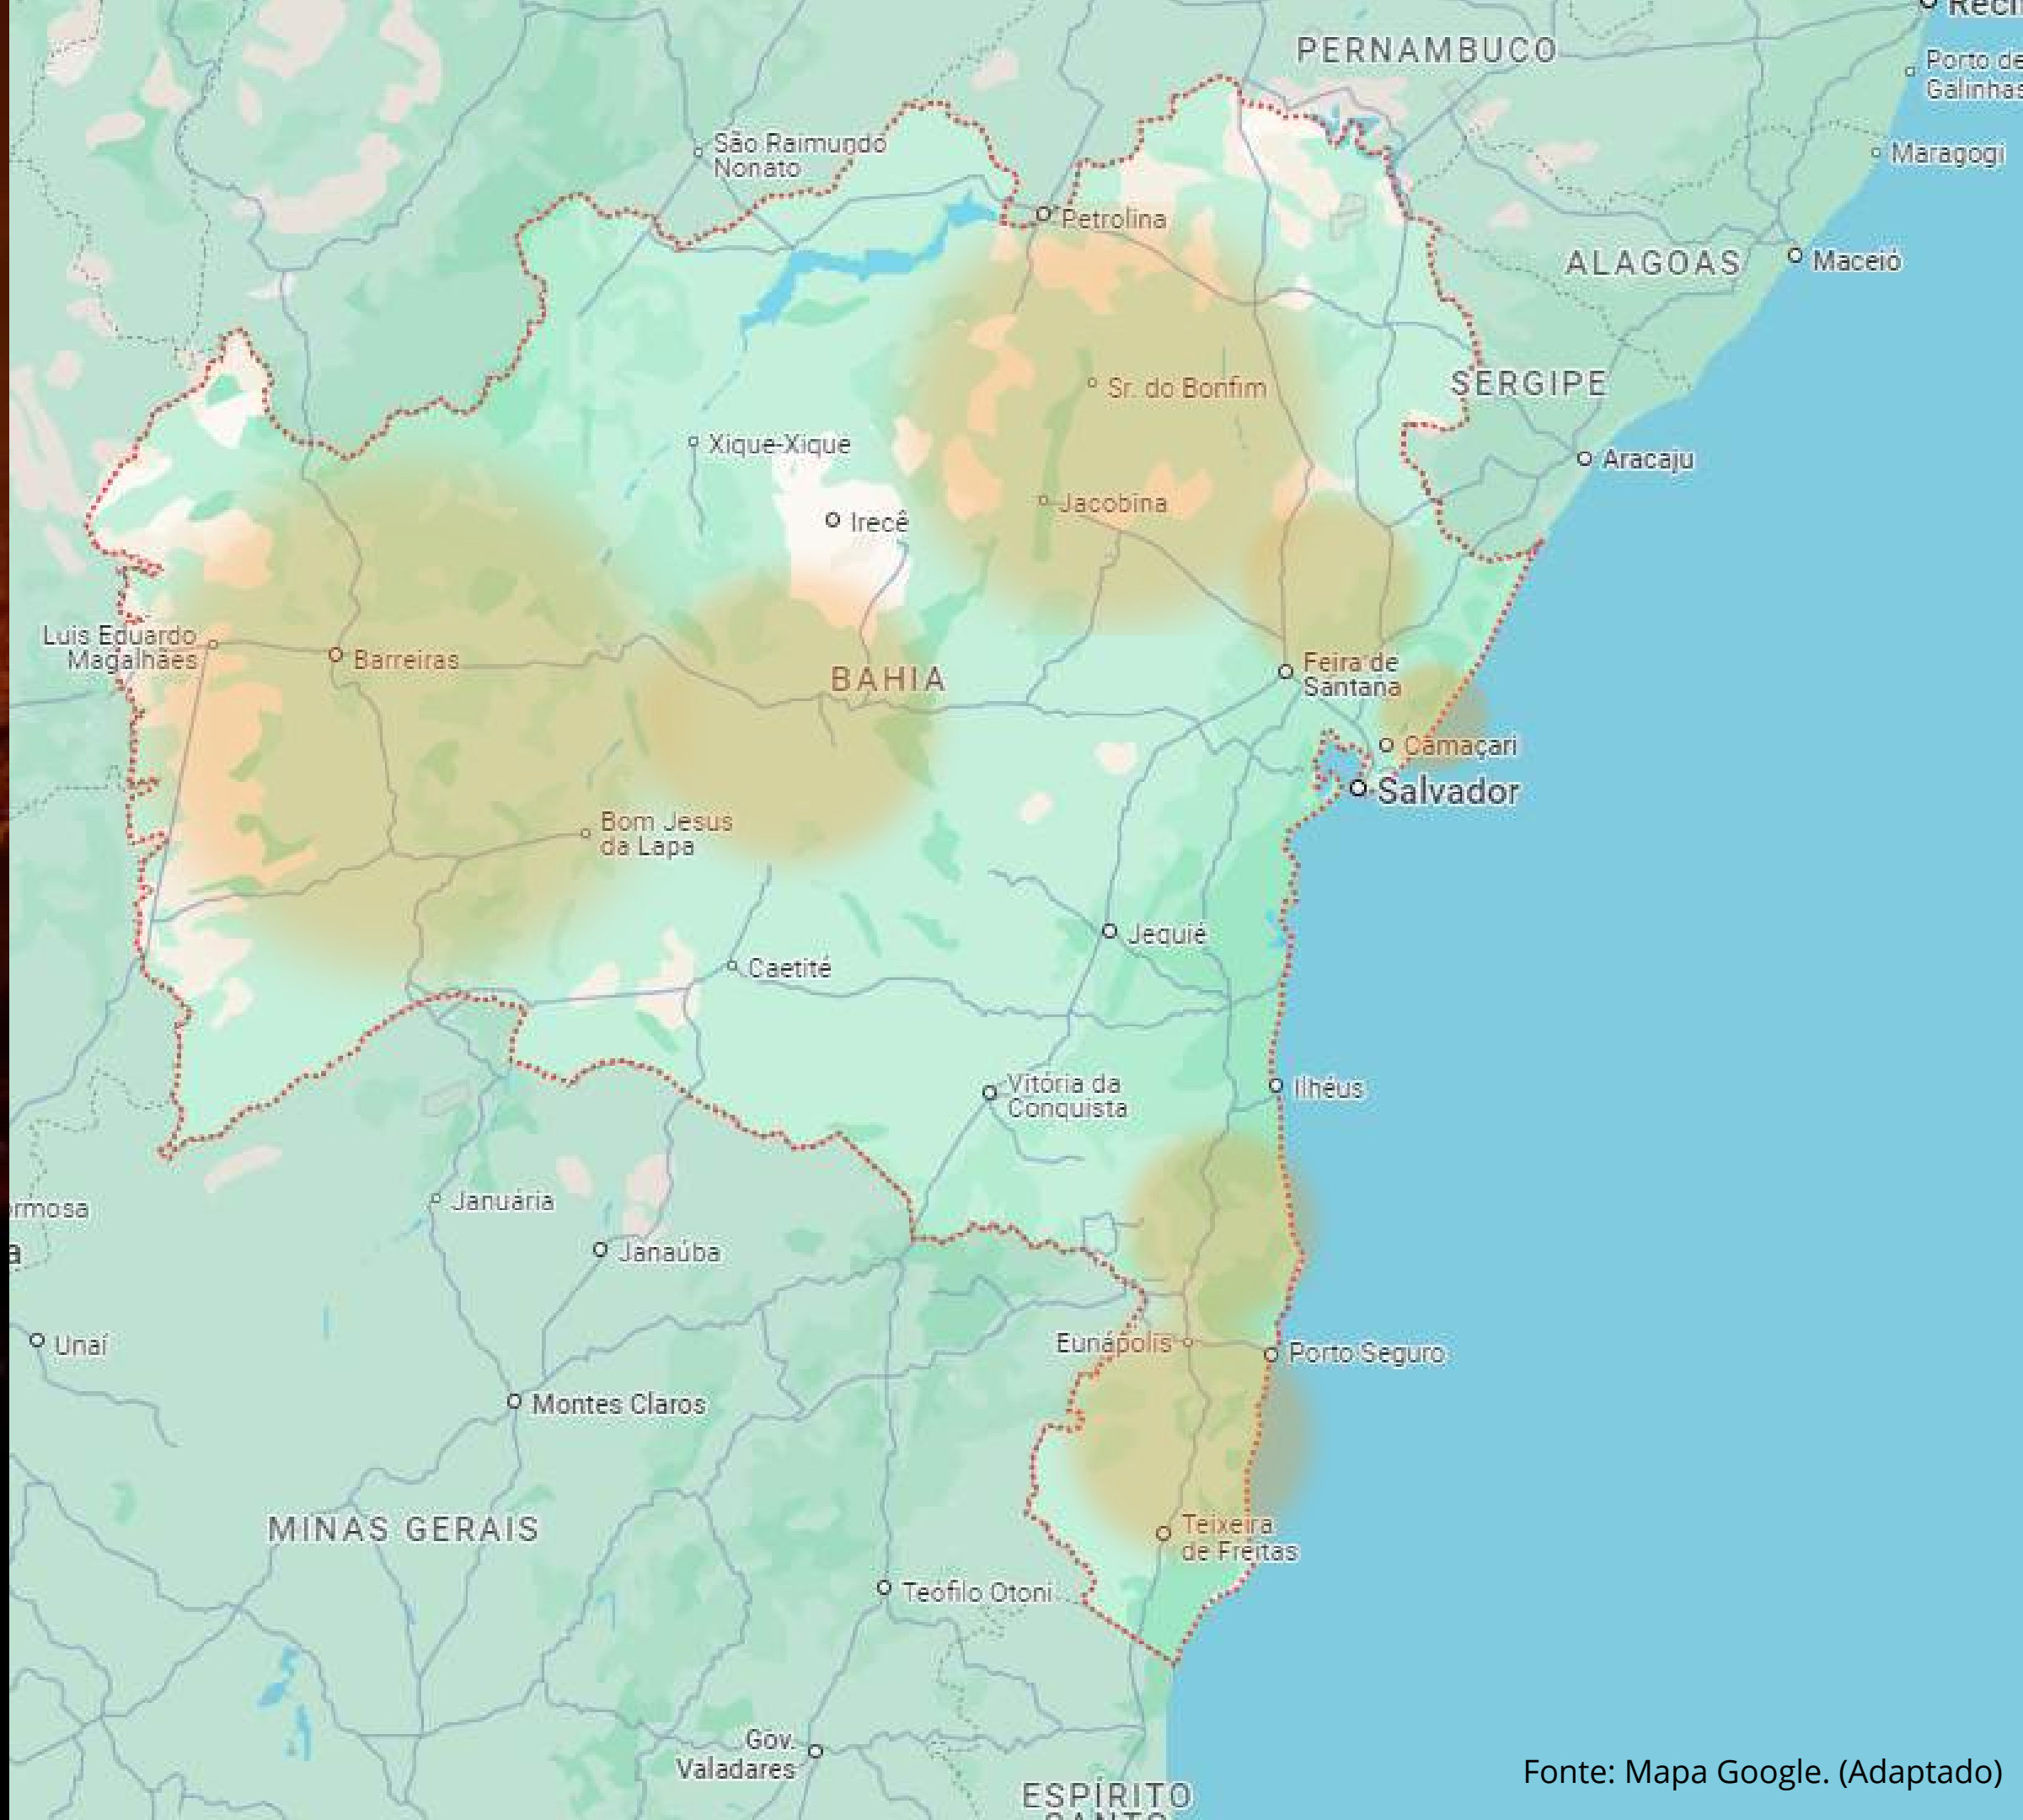 Reci
PERNAMBUCO
Porto de
Galinhas
São Raimundo
Nonato
Maragogi
Petrolina
ALAGOAS
Maceió
SERGIPE
Sr. do Bonfim
Xique-Xique
Aracaju
Jacobina
Irecê
Luís Eduardo
Magalhães
Barreiras
BAHIA
Feira de
Santana
Camaçari
Salvador
Bom Jesus
da Lapa
Jequié
Caetité
Vitória da
Conquista
Ilhéus
Januária
ormosa
a
Janaúba
Unaí
Eunápolis
Porto Seguro
Montes Claros
MINAS GERAIS
Teixeira
de Freitas
Teófilo Otoni
Gov.
Valadares
Fonte: Mapa Google. (Adaptado)
ESPÍRITO
SANTO